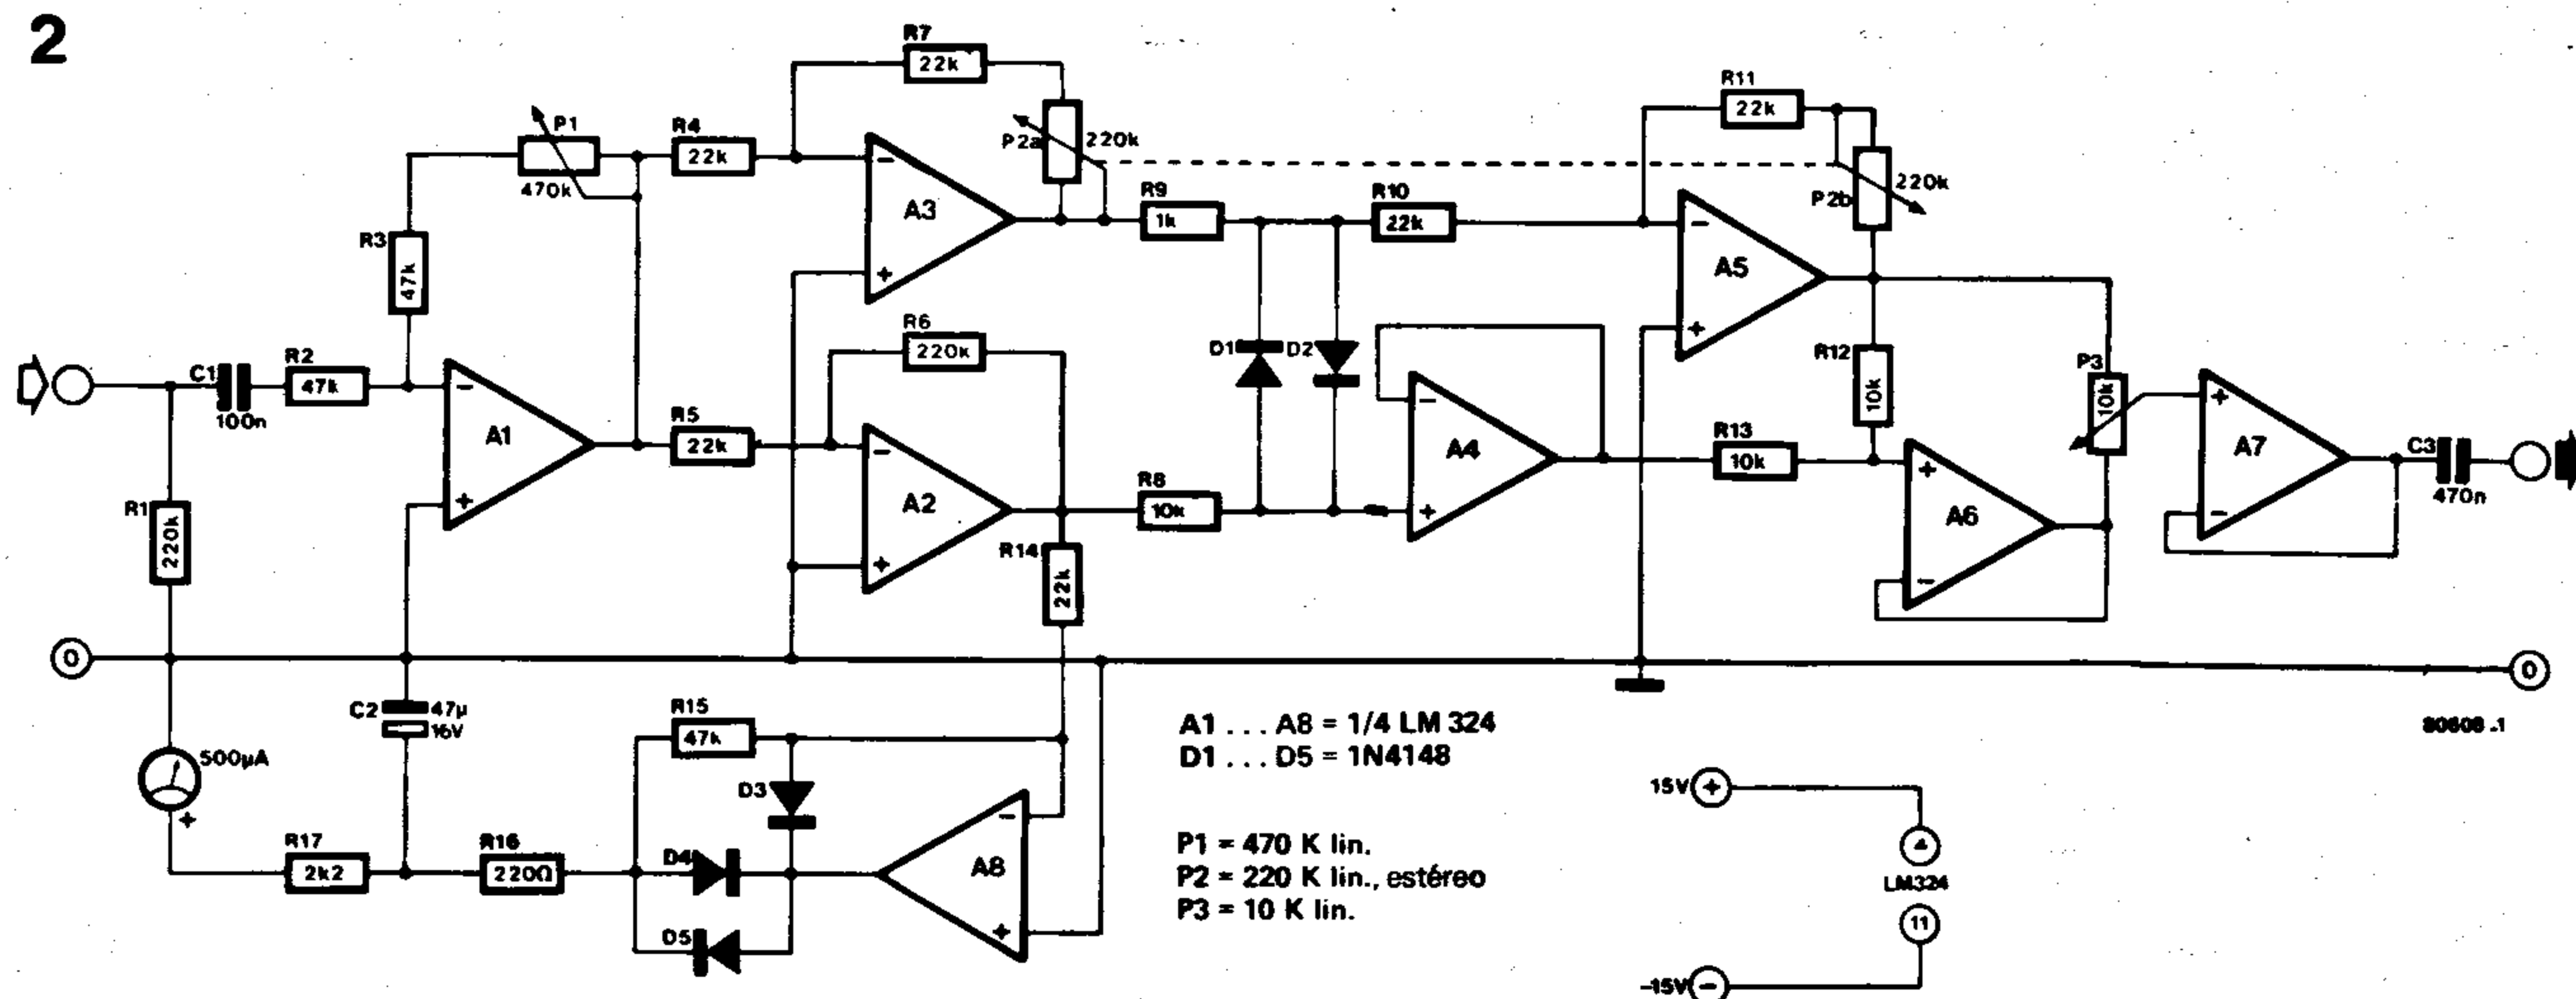 2
R7
22k
R11
22k
P1
470k
R4
22k
P2a
220k
A3
R9
1k
R10
22k
P2b
220k
A5
R3
47k
R6
220k
D1
D2
R12
10k
P3
10k
C1
100n
R2
47k
A1
R5
22k
A2
R8
10k
A4
R13
10k
A6
A7
C3
470n
R1
220k
R14
22k
0
0
C2
47µ
16V
R15
47k
A1 . . . A8 = 1/4 LM 324
D1 . . . D5 = 1N4148
80608 .1
500µA
+
D3
15V +
P1 = 470 K lin.
P2 = 220 K lin., estéreo
P3 = 10 K lin.
4
LM324
11
R17
2k2
R16
220Ω
D4
A8
D5
-15V −